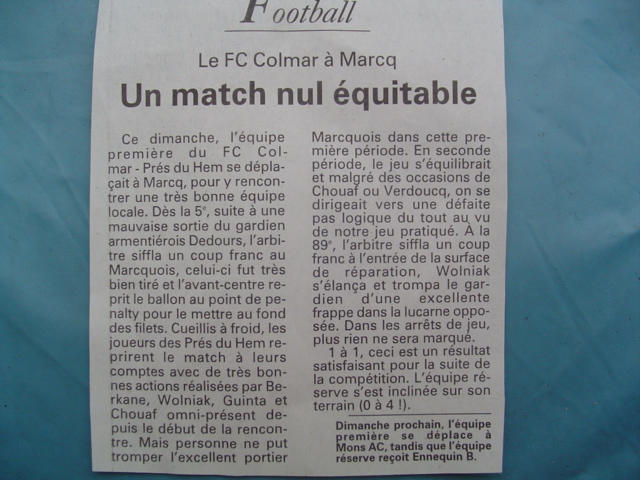 Football
Le FC Colmar à Marcq
Un match nul équitable
Ce dimanche, l'équipe
première du FC Col-
mar - Prés du Hem se dépla-
çait à Marcq, pour y rencon-
trer une très bonne équipe
locale. Dès la 5e, suite à une
mauvaise sortie du gardien
armentiérois Dedours, l'arbi-
tre siffla un coup franc au
Marcquois, celui-ci fut très
bien tiré et l'avant-centre re-
prit le ballon au point de pe-
nalty pour le mettre au fond
des filets. Cueillis à froid, les
joueurs des Prés du Hem re-
prirent le match à leurs
comptes avec de très bon-
nes actions réalisées par Ber-
kane, Wolniak, Guinta et
Chouaf omni-présent de-
puis le début de la rencon-
tre. Mais personne ne put
tromper l'excellent portier
Marcquois dans cette pre-
mière période. En seconde
période, le jeu s'équilibrait
et malgré des occasions de
Chouaf ou Verdoucq, on se
dirigeait vers une défaite
pas logique du tout au vu
de notre jeu pratiqué. À la
89e, l'arbitre siffla un coup
franc à l'entrée de la surface
de réparation, Wolniak
s'élança et trompa le gar-
dien d'une excellente
frappe dans la lucarne oppo-
sée. Dans les arrêts de jeu,
plus rien ne sera marqué.
1 à 1, ceci est un résultat
satisfaisant pour la suite de
la compétition. L'équipe ré-
serve s'est inclinée sur son
terrain (0 à 4 !).
Dimanche prochain, l'équipe
première se déplace à
Mons AC, tandis que l'équipe
réserve reçoit Ennequin B.